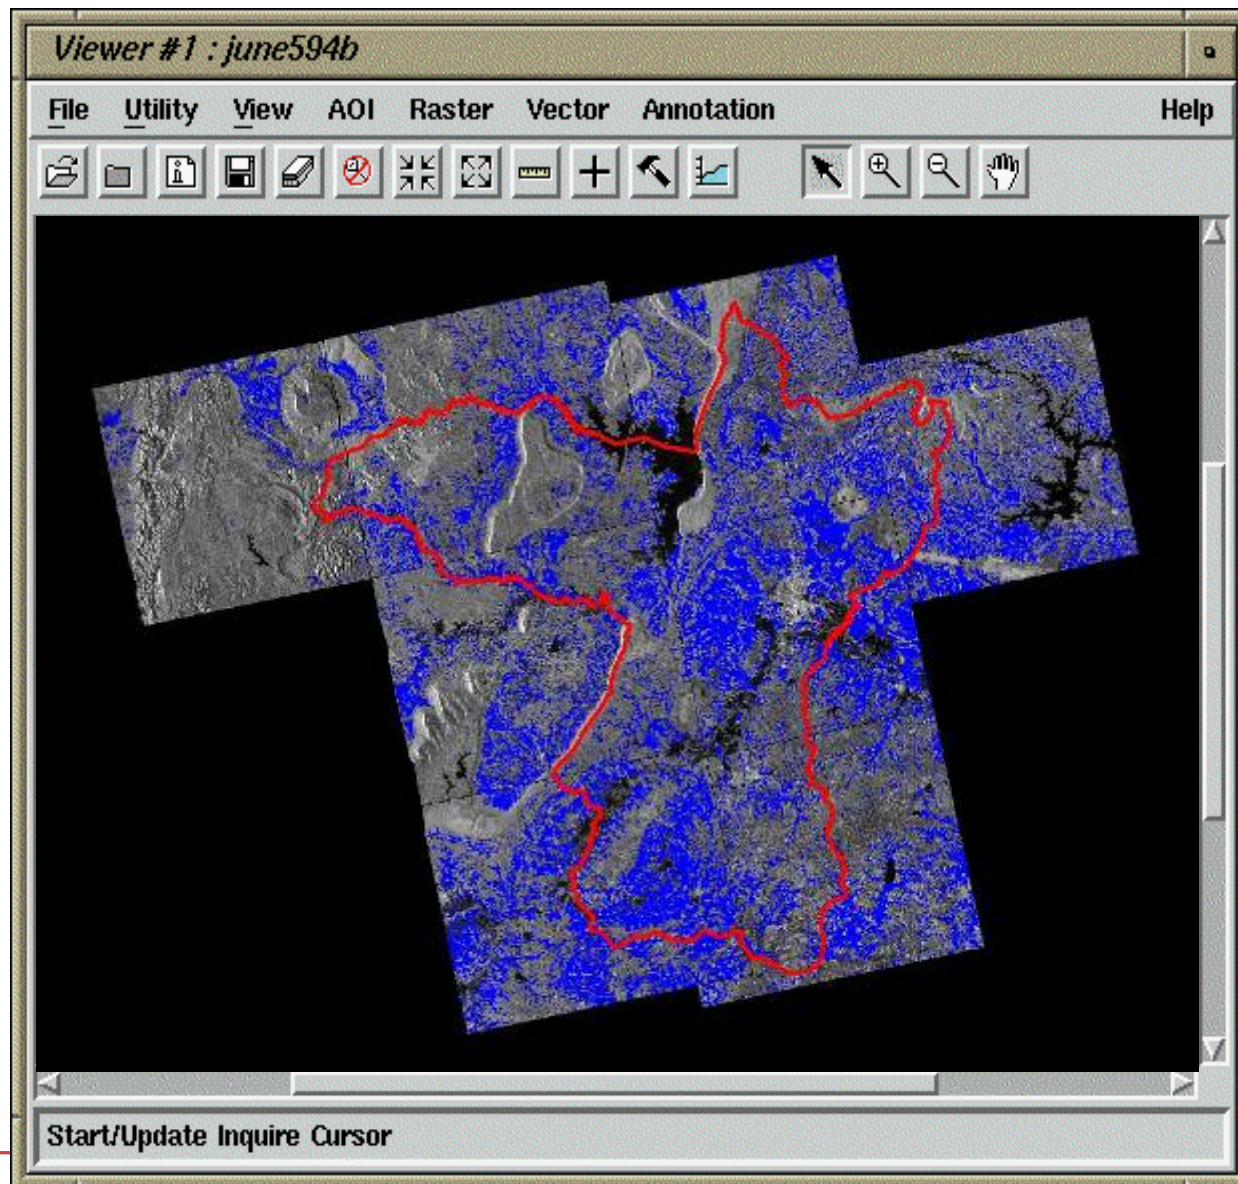 Viewer #1 : june594b
File Utility View AOI Raster Vector Annotation Help
Start/Update Inquire Cursor